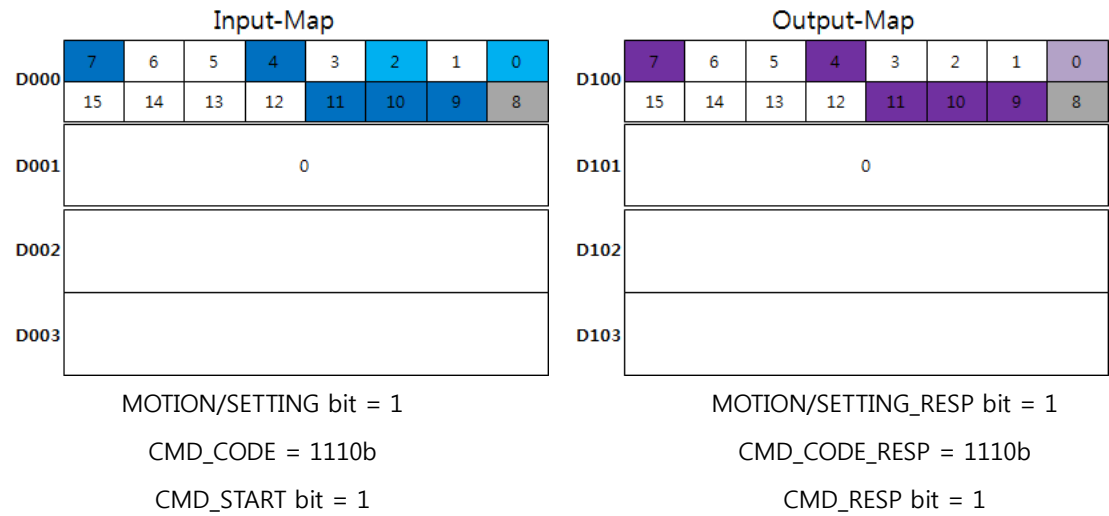 Input-Map
D000 7 6 5 4 3 2 1 0
15 14 13 12 11 10 9 8
D001 0
D002
D003
MOTION/SETTING bit = 1
CMD_CODE = 1110b
CMD_START bit = 1
Output-Map
D100 7 6 5 4 3 2 1 0
15 14 13 12 11 10 9 8
D101 0
D102
D103
MOTION/SETTING_RESP bit = 1
CMD_CODE_RESP = 1110b
CMD_RESP bit = 1